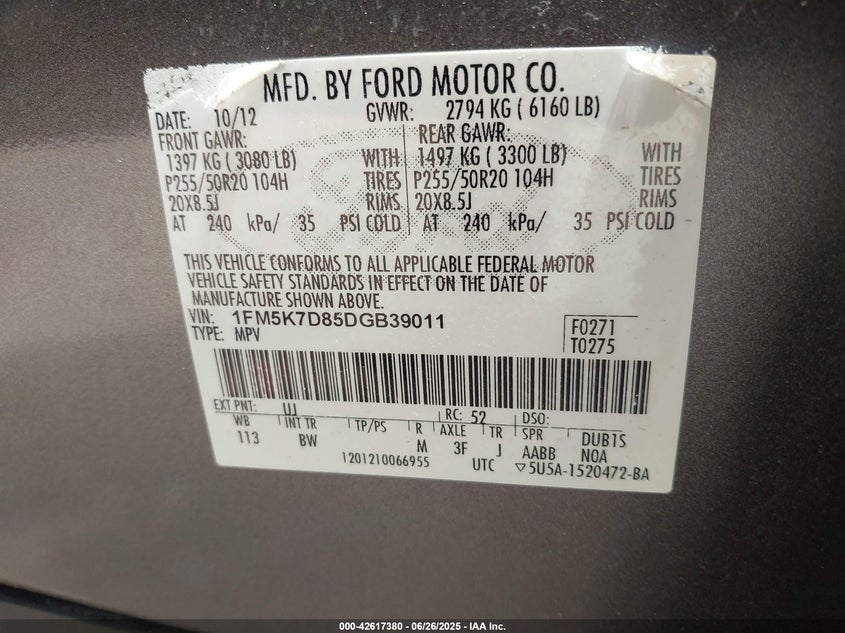 MFD. BY FORD MOTOR CO.
DATE: 10/12 GVWR: 2794 KG ( 6160 LB)
FRONT GAWR: REAR GAWR:
1397 KG ( 3080 LB) WITH 1497 KG ( 3300 LB) WITH
P255/50R20 104H TIRES P255/50R20 104H TIRES
20X8.5J RIMS 20X8.5J RIMS
AT 240 kPa/ 35 PSI COLD AT 240 kPa/ 35 PSI COLD
THIS VEHICLE CONFORMS TO ALL APPLICABLE FEDERAL MOTOR
VEHICLE SAFETY STANDARDS IN EFFECT ON THE DATE OF
MANUFACTURE SHOWN ABOVE.
VIN: 1FM5K7D85DGB39011
TYPE: MPV
F0271
T0275
EXT PNT: UJ RC: 52 DSO:
WB INT TR TP/PS R AXLE TR SPR DUB1S
113 BW M 3F J AABB NOA
1201210066955 UTC ▽5U5A-1520472-BA
000-42617380 - 06/26/2025 - IAA Inc.